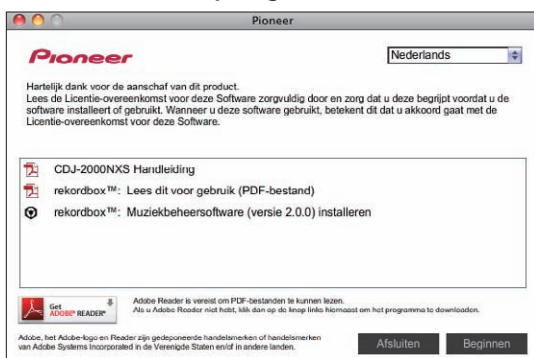 Pioneer
Pioneer
Nederlands
Hartelijk dank voor de aanschaf van dit product.
Lees de Licentie-overeenkomst voor deze Software zorgvuldig door en zorg dat u deze begrijpt voordat u de
software installeert of gebruikt. Wanneer u deze software gebruikt, betekent dit dat u akkoord gaat met de
Licentie-overeenkomst voor deze Software.
CDJ-2000NXS Handleiding
rekordbox™: Lees dit voor gebruik (PDF-bestand)
rekordbox™: Muziekbeheersoftware (versie 2.0.0) installeren
Get
ADOBE® READER®
Adobe Reader is vereist om PDF-bestanden te kunnen lezen.
Als u Adobe Reader niet hebt, klik dan op de knop links hiernaast om het programma te downloaden.
Adobe, het Adobe-logo en Reader zijn gedeponeerde handelsmerken of handelsmerken
van Adobe Systems Incorporated in de Verenigde Staten en/of in andere landen.
Afsluiten
Beginnen